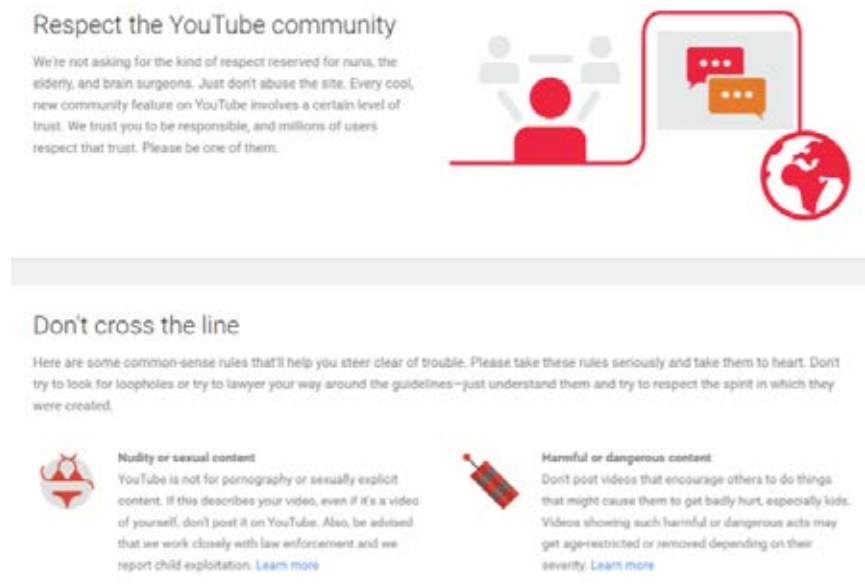 Respect the YouTube community
We're not asking for the kind of respect reserved for nuns, the
elderly, and brain surgeons. Just don't abuse the site. Every cool,
new community feature on YouTube involves a certain level of
trust. We trust you to be responsible, and millions of users
respect that trust. Please be one of them.
Don't cross the line
Here are some common-sense rules that'll help you steer clear of trouble. Please take these rules seriously and take them to heart. Don't
try to look for loopholes or try to lawyer your way around the guidelines—just understand them and try to respect the spirit in which they
were created.
Nudity or sexual content
YouTube is not for pornography or sexually explicit
content. If this describes your video, even if it's a video
of yourself, don't post it on YouTube. Also, be advised
that we work closely with law enforcement and we
report child exploitation. Learn more
Harmful or dangerous content
Don't post videos that encourage others to do things
that might cause them to get badly hurt, especially kids.
Videos showing such harmful or dangerous acts may
get age-restricted or removed depending on their
severity. Learn more